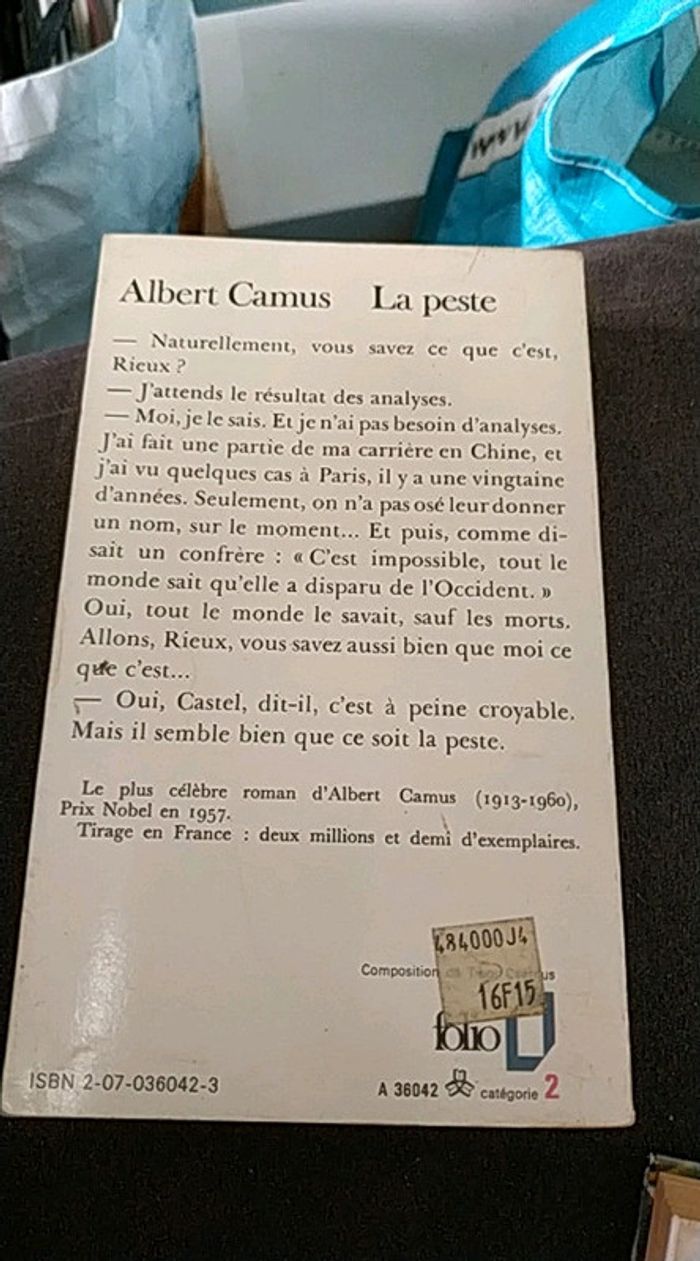 www
Albert Camus La peste
— Naturellement, vous savez ce que c'est,
Rieux ?
— J'attends le résultat des analyses.
— Moi, je le sais. Et je n'ai pas besoin d'analyses.
J'ai fait une partie de ma carrière en Chine, et
j'ai vu quelques cas à Paris, il y a une vingtaine
d'années. Seulement, on n'a pas osé leur donner
un nom, sur le moment... Et puis, comme di-
sait un confrère : « C'est impossible, tout le
monde sait qu'elle a disparu de l'Occident. »
Oui, tout le monde le savait, sauf les morts.
Allons, Rieux, vous savez aussi bien que moi ce
que c'est...
— Oui, Castel, dit-il, c'est à peine croyable.
Mais il semble bien que ce soit la peste.
Le plus célèbre roman d'Albert Camus (1913-1960),
Prix Nobel en 1957.
Tirage en France : deux millions et demi d'exemplaires.
484000J4
Composition
16F15
folio
ISBN 2-07-036042-3
A 36042 catégorie 2